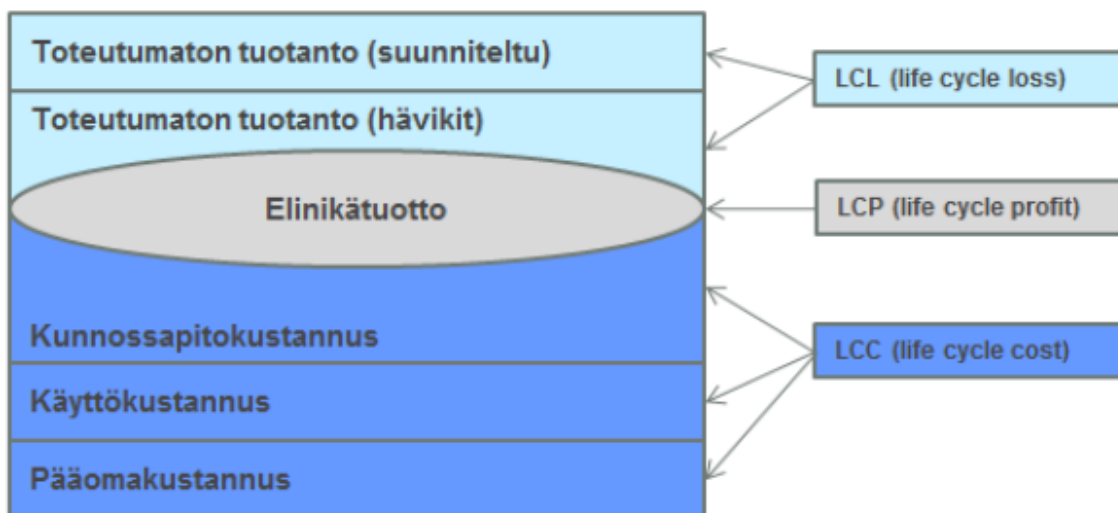 Toteutumaton tuotanto (suunniteltu)
LCL (life cycle loss)
Toteutumaton tuotanto (hävikit)
Elinikätuotto
LCP (life cycle profit)
Kunnossapitokustannus
LCC (life cycle cost)
Käyttökustannus
Pääomakustannus